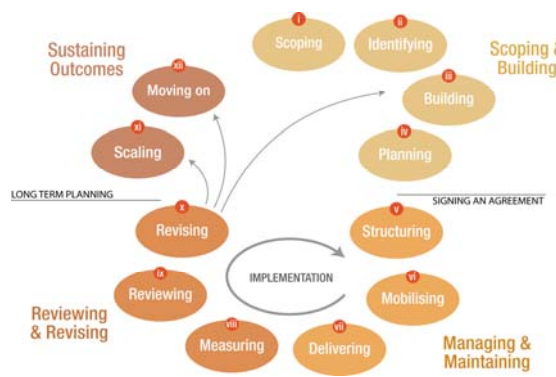 Scoping &
Building
i
Scoping
ii
Identifying
iii
Building
iv
Planning
SIGNING AN AGREEMENT
v
Structuring
vi
Mobilising
vii
Delivering
Managing &
Maintaining
IMPLEMENTATION
viii
Measuring
ix
Reviewing
x
Revising
Reviewing
& Revising
LONG TERM PLANNING
xi
Scaling
xii
Moving on
Sustaining
Outcomes